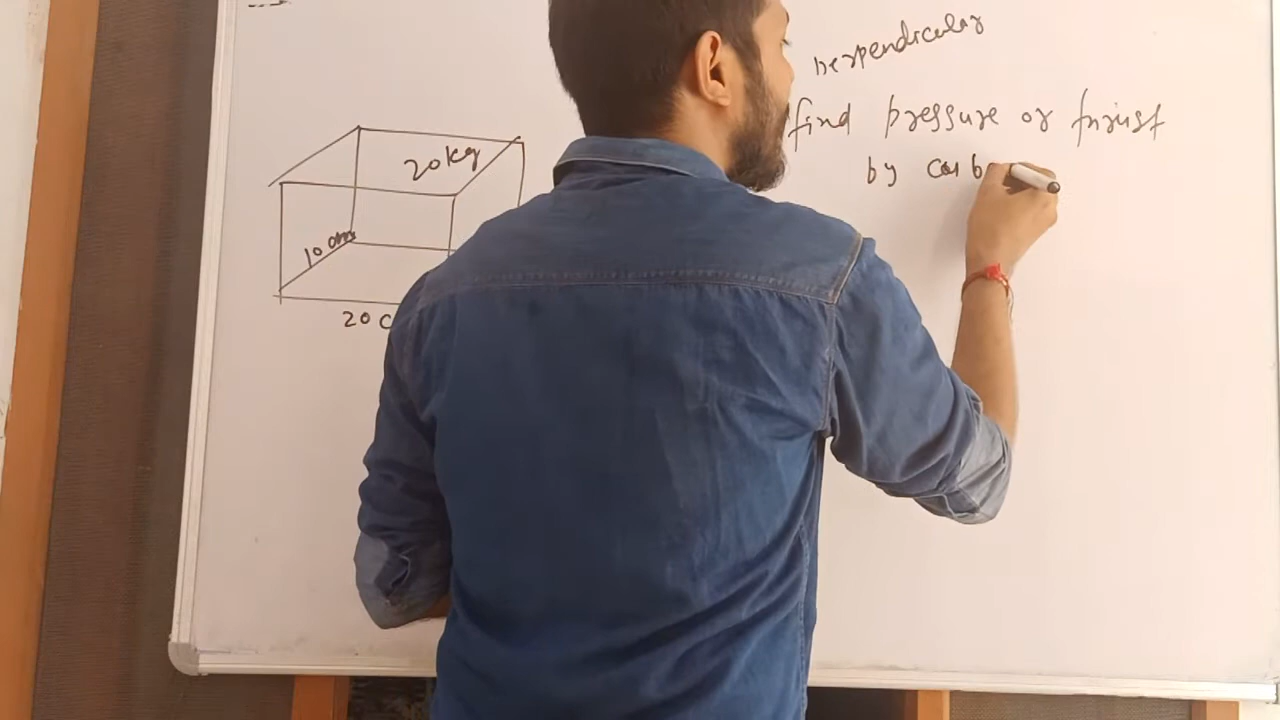 perpendicular
find pressure or thrust
by cub
20kg
10cm
20 c